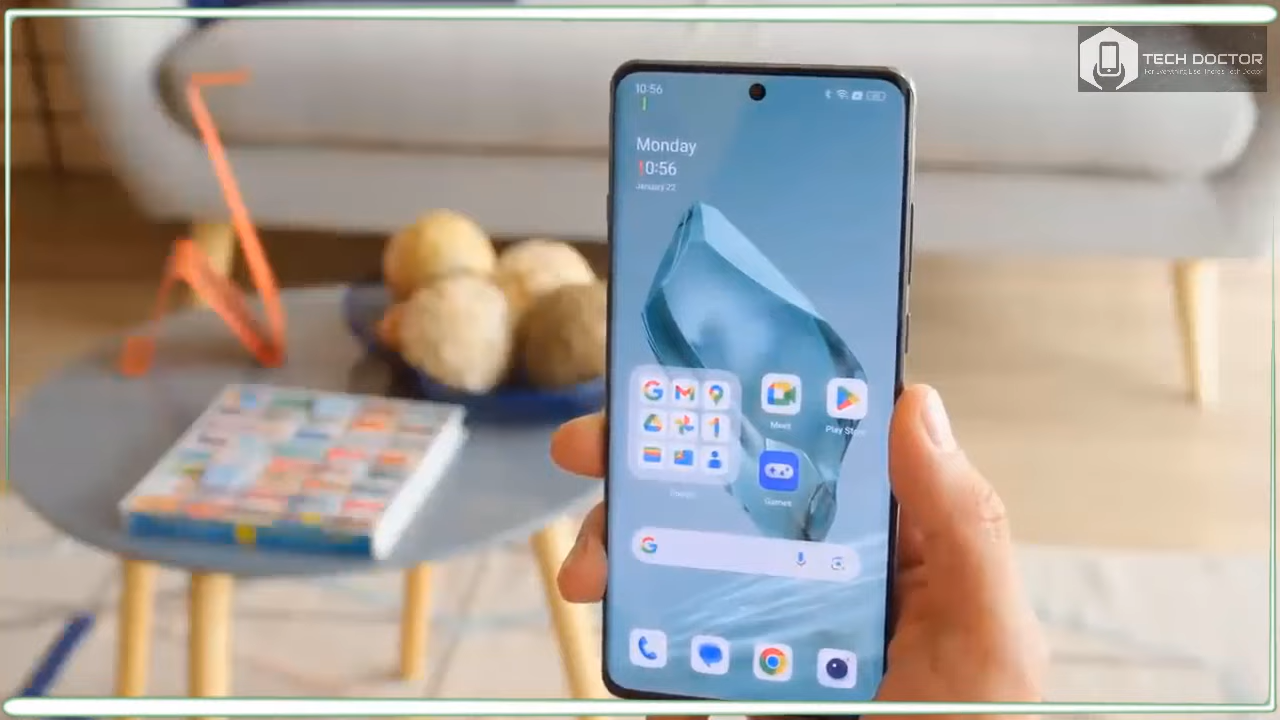 TECH DOCTOR
10:56
Monday
10:56
January 22
Meet
Play Store
Games